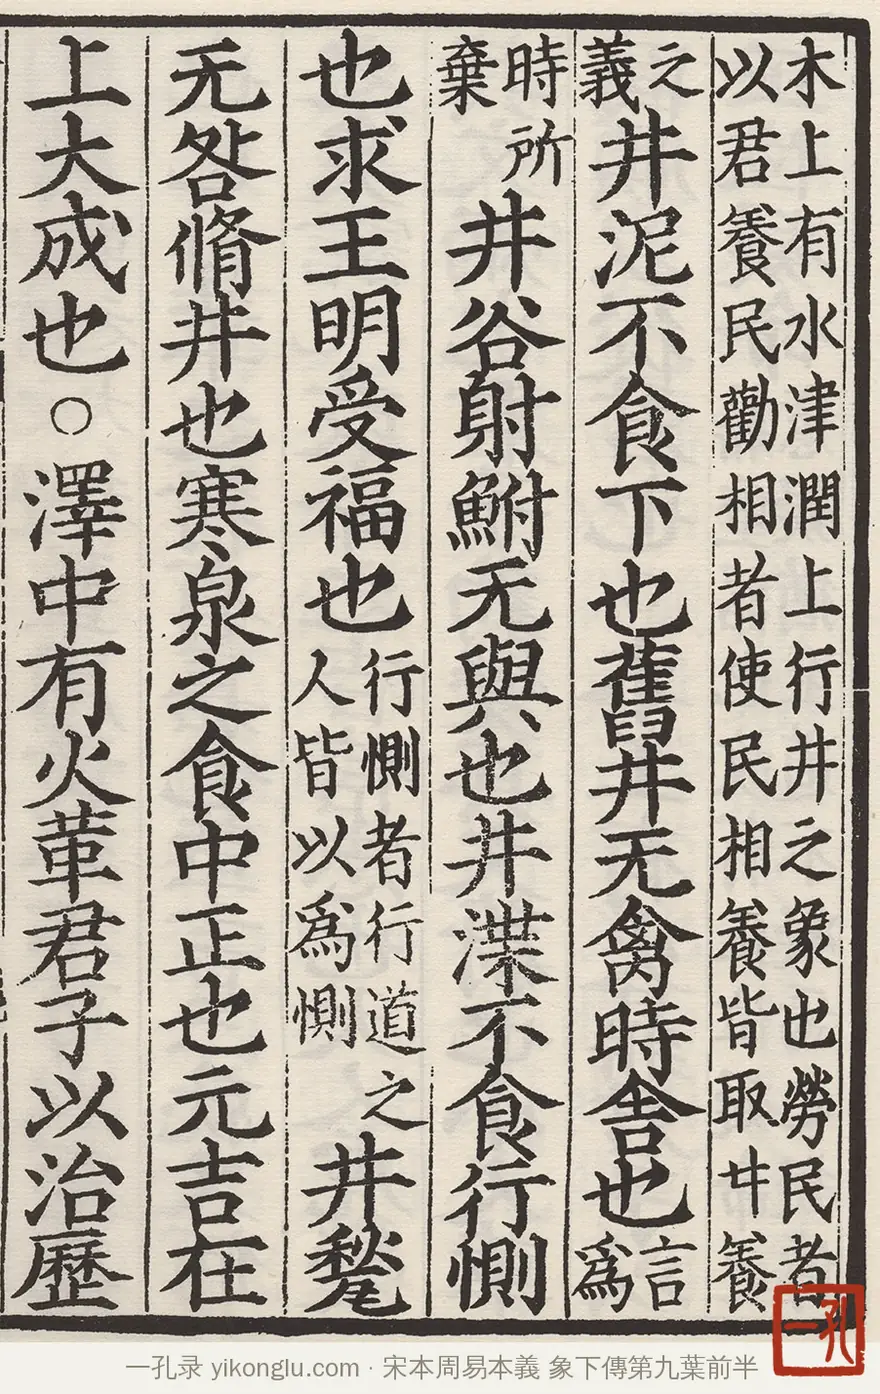 木上有水津潤上行井之象也勞民者
以君養民勸相者使民相養皆取井養
之
義
井泥不食下也舊井无禽時舍也
言
爲
時所
棄
井谷射鮒无與也井渫不食行惻
也求王明受福也
行惻者行道之
人皆以爲惻
井甃
无咎脩井也寒泉之食中正也元吉在
上大成也○澤中有火革君子以治歷
一孔
一孔录 yikonglu.com · 宋本周易本義 象下傳第九葉前半